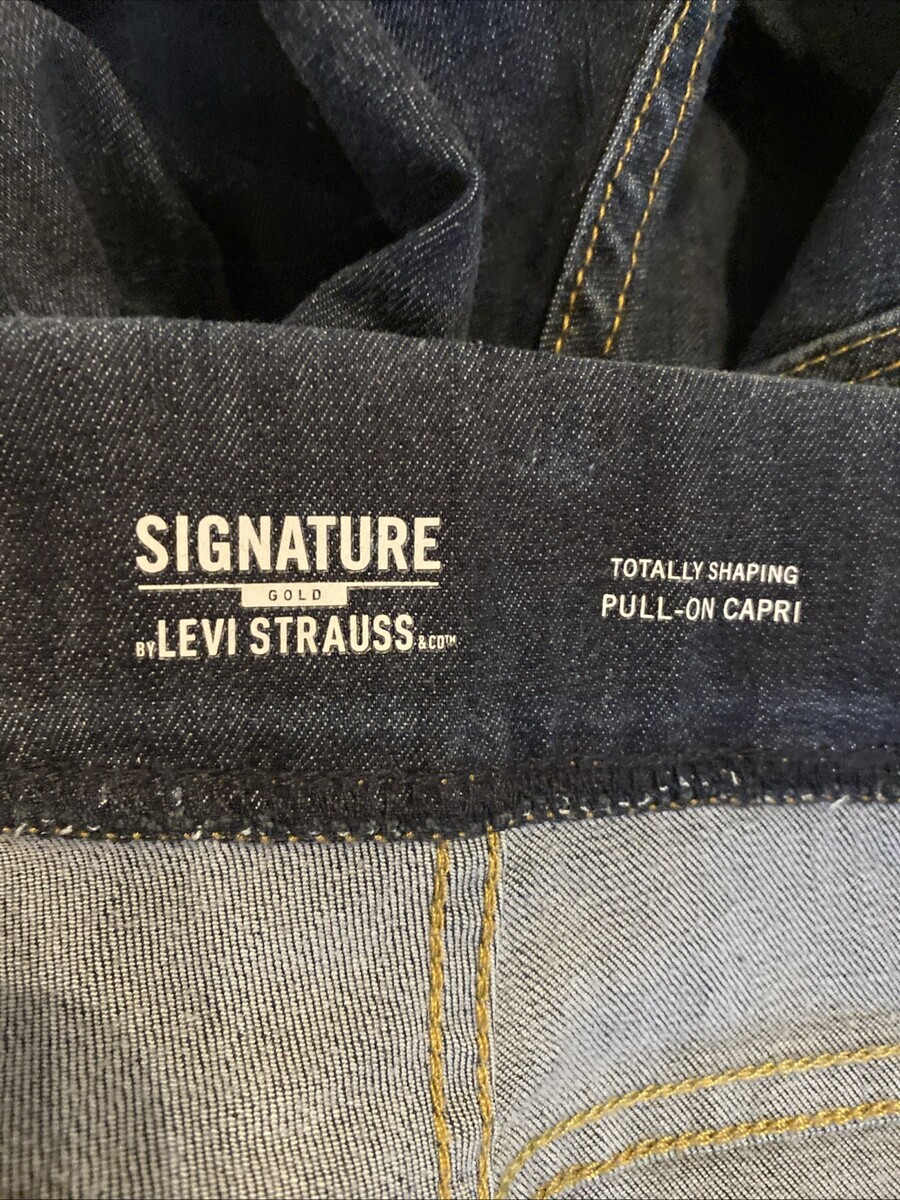 SIGNATURE
GOLD
BY LEVI STRAUSS & CO™
TOTALLY SHAPING
PULL-ON CAPRI